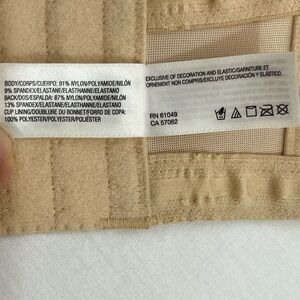 BODY/CORPS/CUERPO: 91% NYLON/POLYAMIDE/NILÓN
9% SPANDEX/ELASTANE/ELASTHANNE/ELASTANO
BACK/DOS/ESPALDA: 87% NYLON/POLYAMIDE/NILÓN
13% SPANDEX/ELASTANE/ELASTHANNE/ELASTANO
CUP LINING/DOUBLURE DU BONNET/FORRO DE COPA:
100% POLYESTER/POLYESTER/POLIÉSTER
EXCLUSIVE OF DECORATION AND ELASTIC/GARNITURE ET
ORNEMENT NON COMPRIS/EXCLUYE DECORACIÓN Y ELÁSTICO.
RN 61049
CA 57062